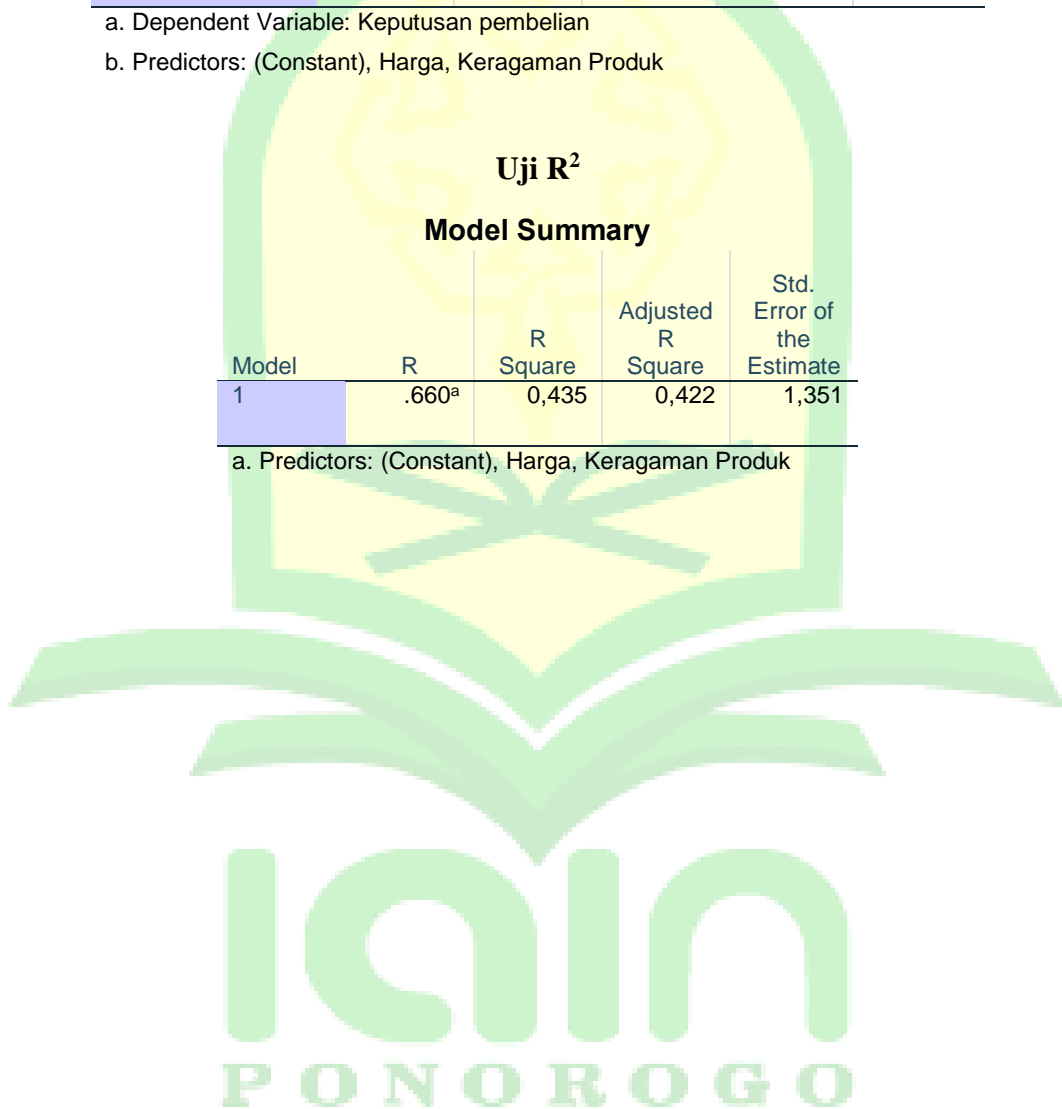 a. Dependent Variable: Keputusan pembelian
b. Predictors: (Constant), Harga, Keragaman Produk
Uji R²
Model Summary
Model R R Square Adjusted R Square Std. Error of the Estimate
1 .660ᵃ 0,435 0,422 1,351
a. Predictors: (Constant), Harga, Keragaman Produk
IAIN
PONOROGO